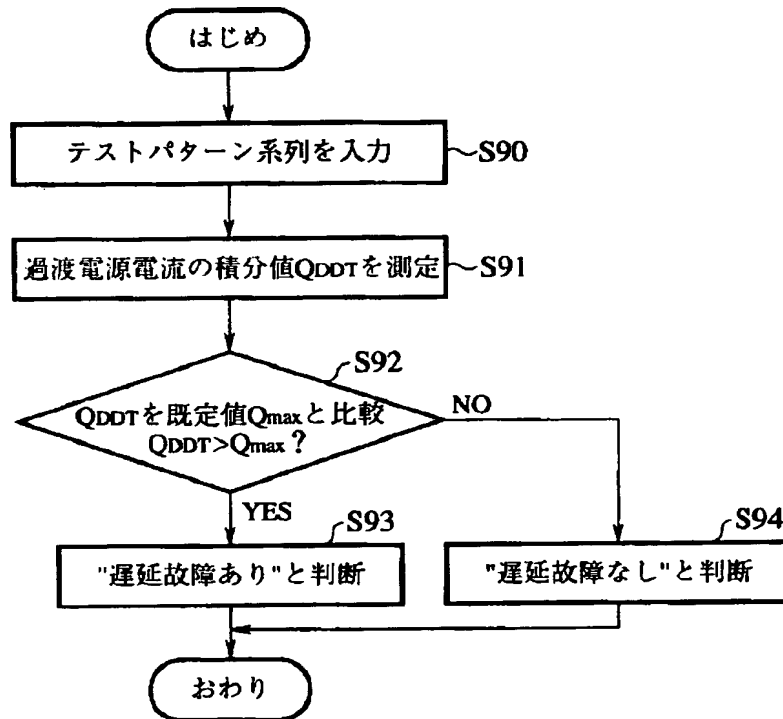 はじめ
テストパターン系列を入力
S90
過渡電源電流の積分値QDDTを測定
S91
S92
QDDTを既定値Qmaxと比較
QDDT>Qmax?
NO
YES
S93
"遅延故障あり"と判断
S94
"遅延故障なし"と判断
おわり